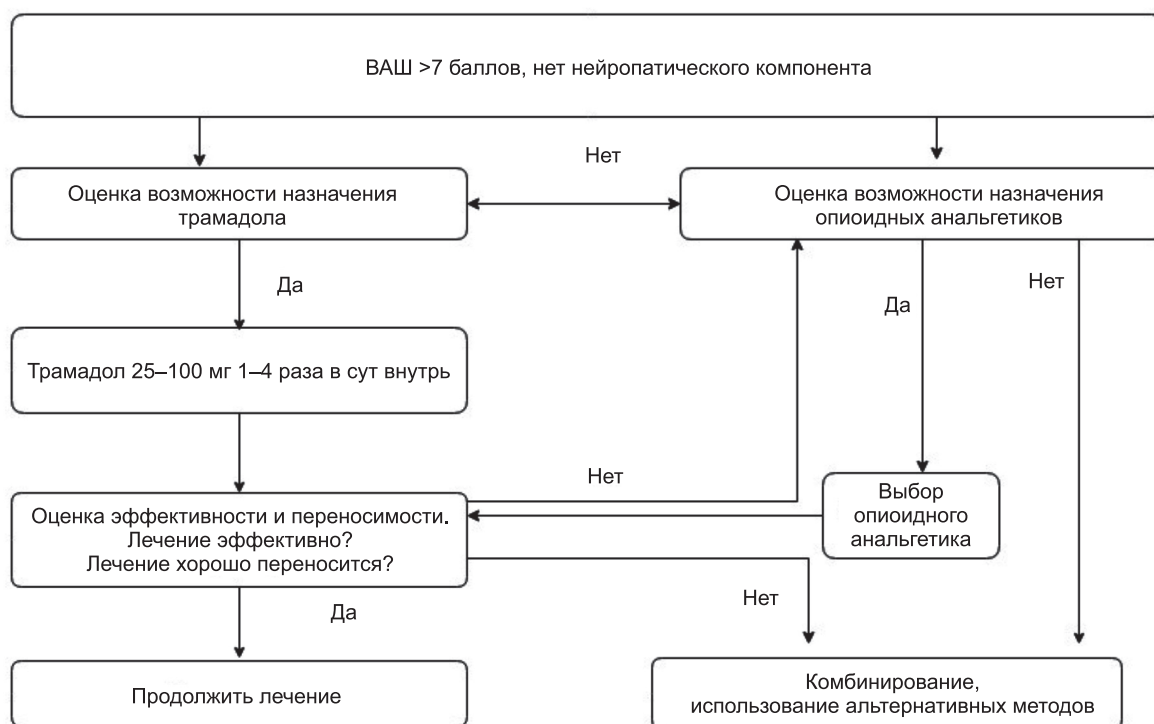 ВАШ >7 баллов, нет нейропатического компонента
Нет
Оценка возможности назначения
трамадола
Оценка возможности назначения
опиоидных анальгетиков
Да
Да
Нет
Трамадол 25–100 мг 1–4 раза в сут внутрь
Нет
Выбор
опиоидного
анальгетика
Оценка эффективности и переносимости.
Лечение эффективно?
Лечение хорошо переносится?
Да
Нет
Продолжить лечение
Комбинирование,
использование альтернативных методов